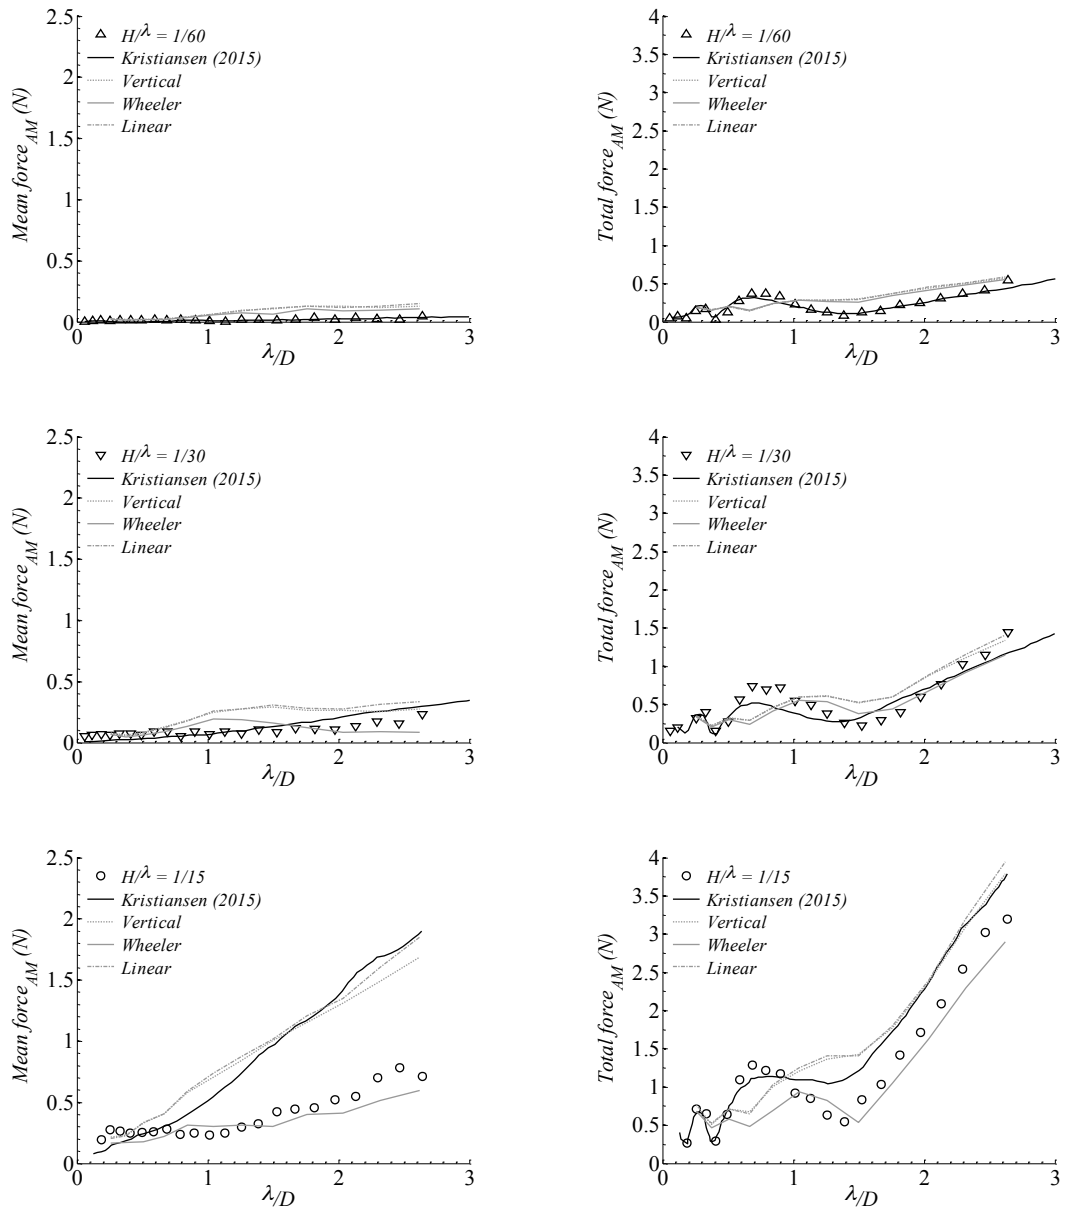 2.5
2
1.5
1
0.5
0
Mean force_AM (N)
H/λ = 1/60
Kristiansen (2015)
Vertical
Wheeler
Linear
0 1 2 3
λ/D
4
3.5
3
2.5
2
1.5
1
0.5
0
Total force_AM (N)
H/λ = 1/60
Kristiansen (2015)
Vertical
Wheeler
Linear
0 1 2 3
λ/D
2.5
2
1.5
1
0.5
0
Mean force_AM (N)
H/λ = 1/30
Kristiansen (2015)
Vertical
Wheeler
Linear
0 1 2 3
λ/D
4
3.5
3
2.5
2
1.5
1
0.5
0
Total force_AM (N)
H/λ = 1/30
Kristiansen (2015)
Vertical
Wheeler
Linear
0 1 2 3
λ/D
2.5
2
1.5
1
0.5
0
Mean force_AM (N)
H/λ = 1/15
Kristiansen (2015)
Vertical
Wheeler
Linear
0 1 2 3
λ/D
4
3.5
3
2.5
2
1.5
1
0.5
0
Total force_AM (N)
H/λ = 1/15
Kristiansen (2015)
Vertical
Wheeler
Linear
0 1 2 3
λ/D